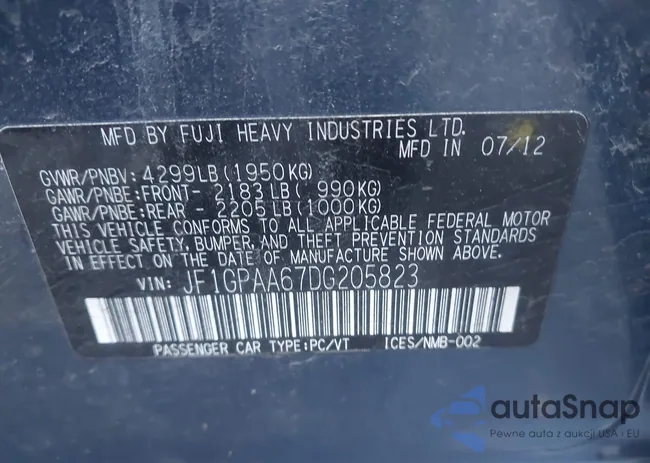 MFD BY FUJI HEAVY INDUSTRIES LTD.
MFD IN 07/12
GVWR/PNBV: 4299LB(1950KG)
GAWR/PNBE:FRONT- 2183LB( 990KG)
GAWR/PNBE:REAR - 2205LB(1000KG)
THIS VEHICLE CONFORMS TO ALL APPLICABLE FEDERAL MOTOR
VEHICLE SAFETY, BUMPER, AND THEFT PREVENTION STANDARDS
IN EFFECT ON THE DATE OF MANUFACTURE SHOWN ABOVE.
VIN: JF1GPAA67DG205823
PASSENGER CAR TYPE:PC/VT ICES/NMB-002
autaSnap
Pewne auta z aukcji USA i EU